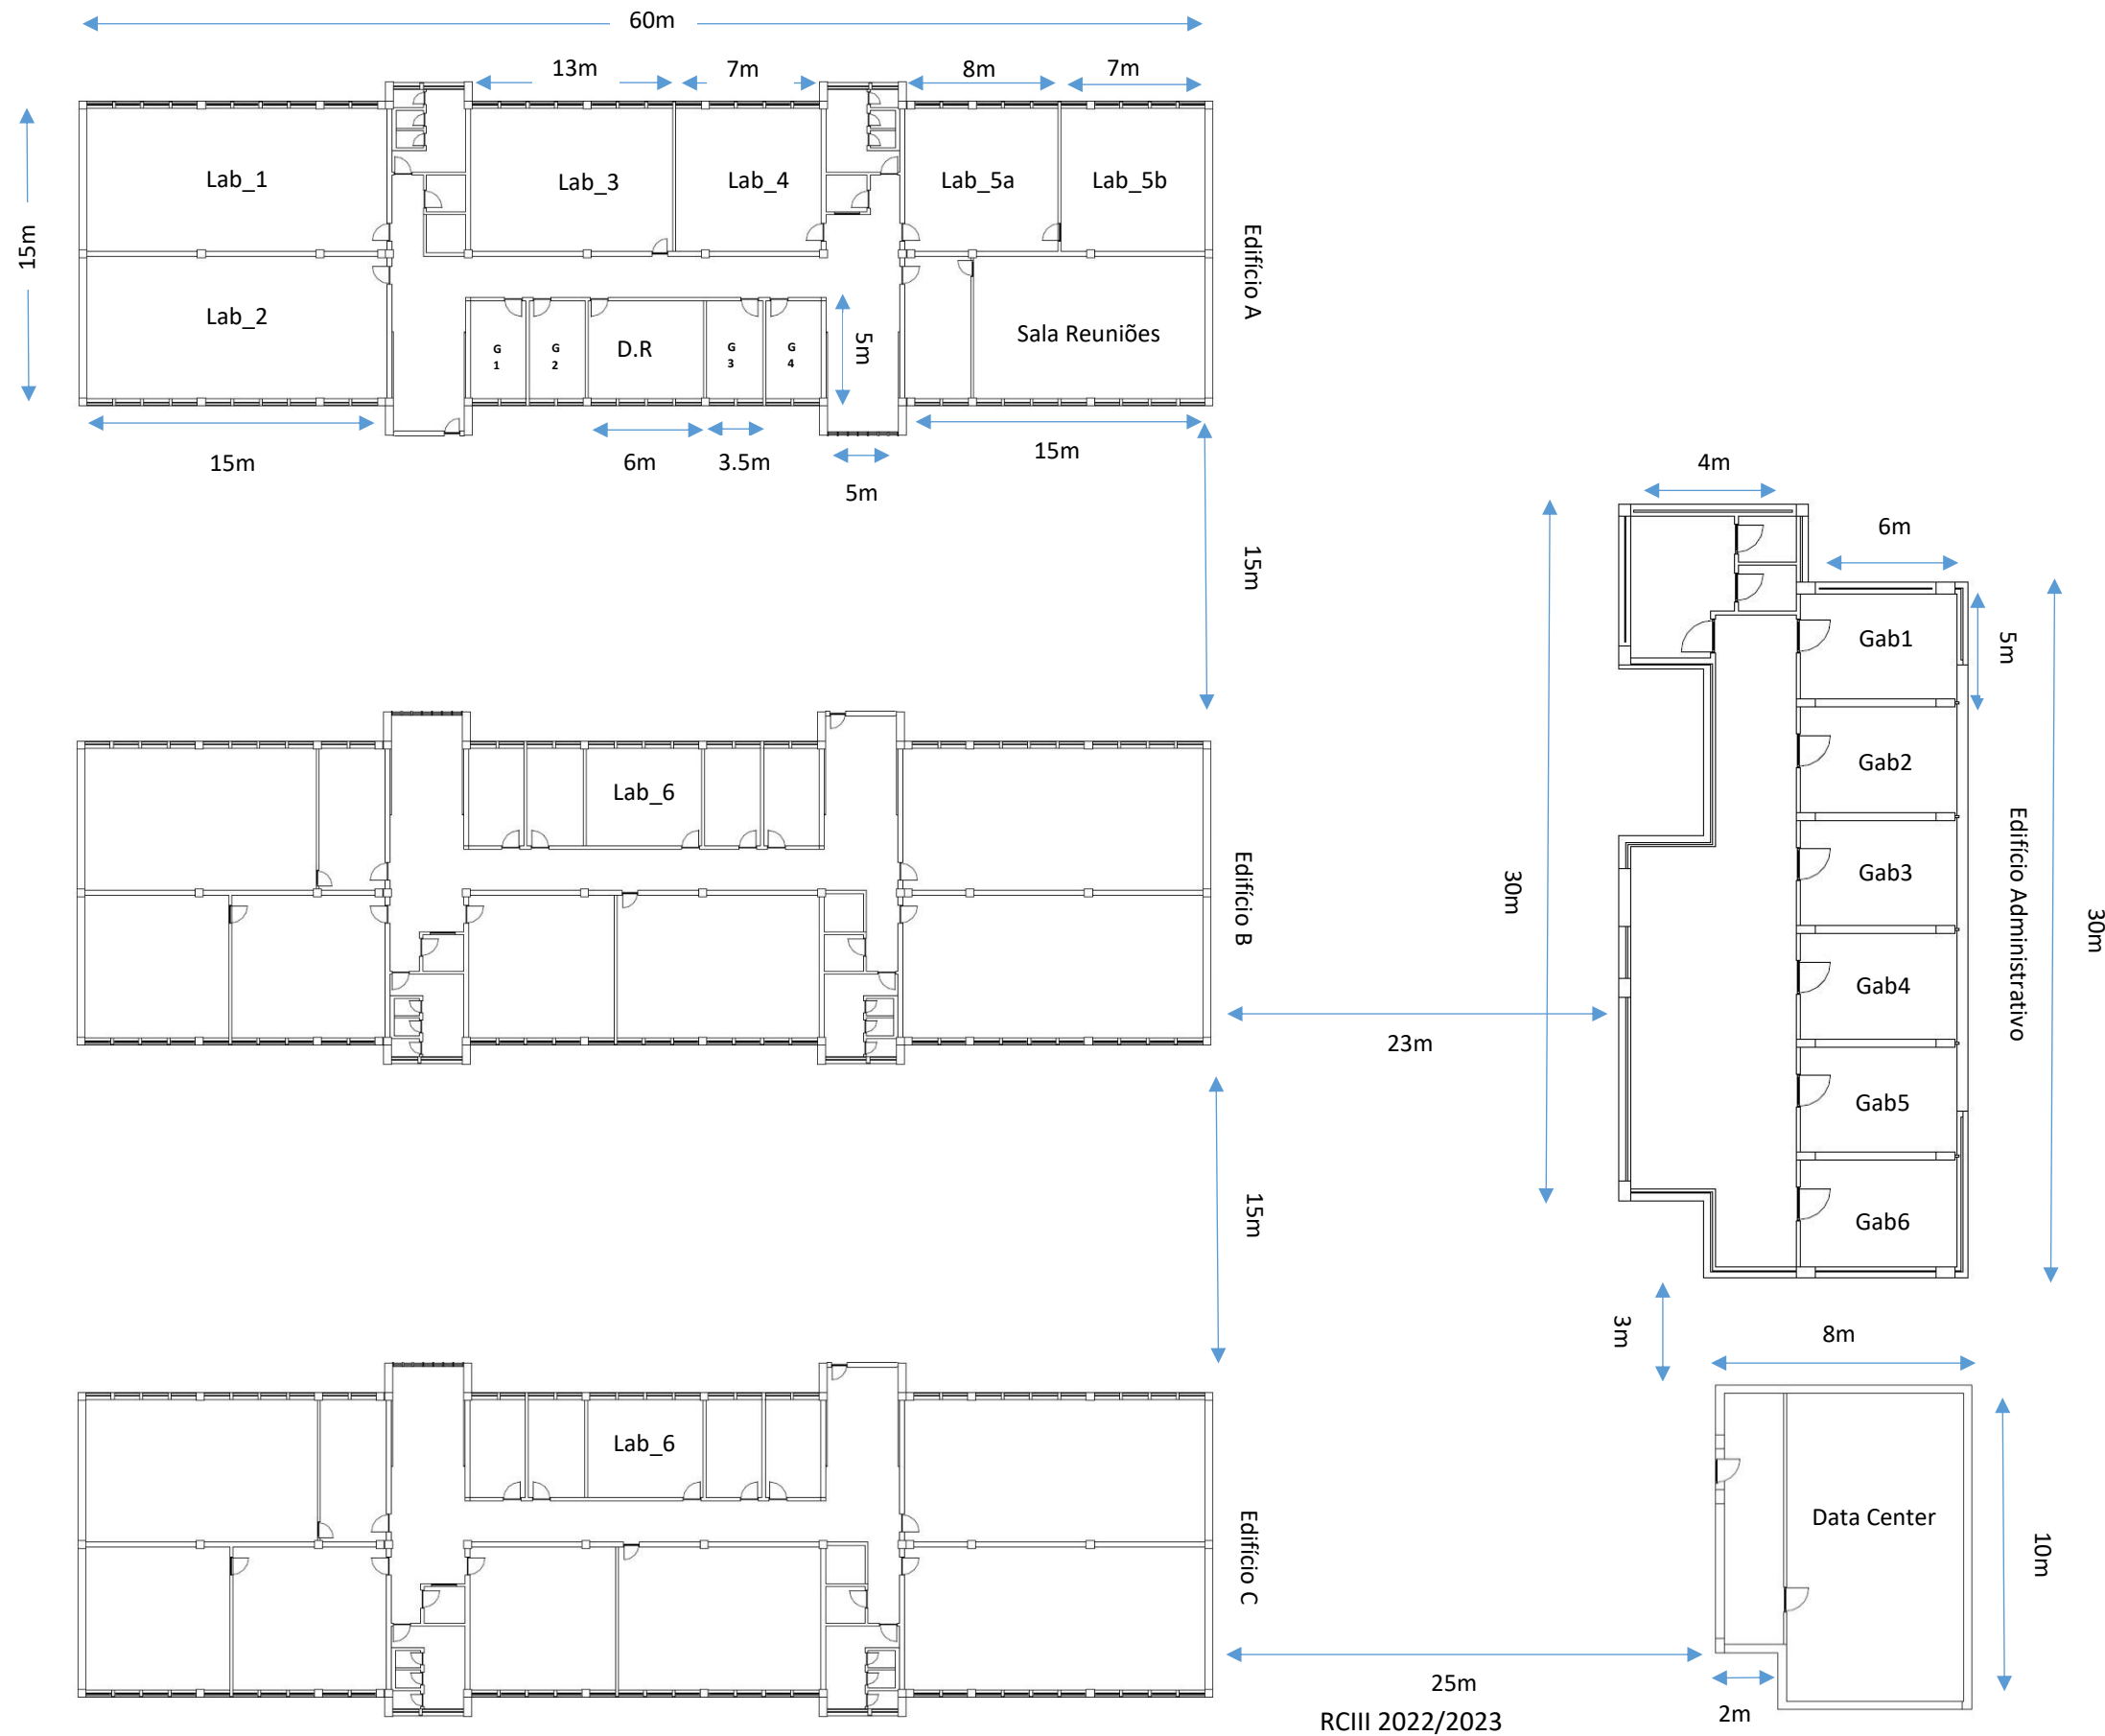 60m
13m
7m
8m
7m
15m
Lab_1
Lab_3
Lab_4
Lab_5a
Lab_5b
Edifício A
Lab_2
G
1
G
2
D.R
G
3
G
4
5m
Sala Reuniões
15m
6m
3.5m
5m
15m
15m
4m
6m
Gab1
5m
Gab2
Gab3
Gab4
Gab5
Gab6
30m
Edifício Administrativo
30m
Lab_6
Edifício B
23m
15m
3m
8m
Lab_6
Edifício C
Data Center
10m
25m
2m
RCIII 2022/2023